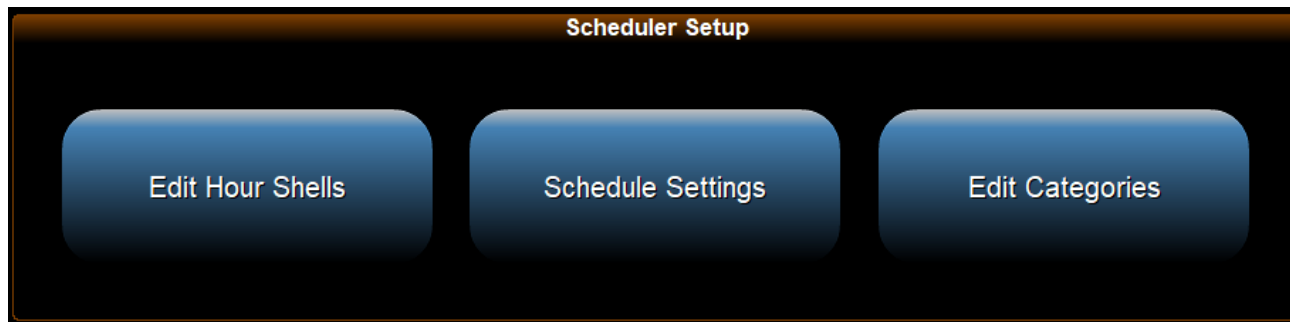 Scheduler Setup
Edit Hour Shells
Schedule Settings
Edit Categories